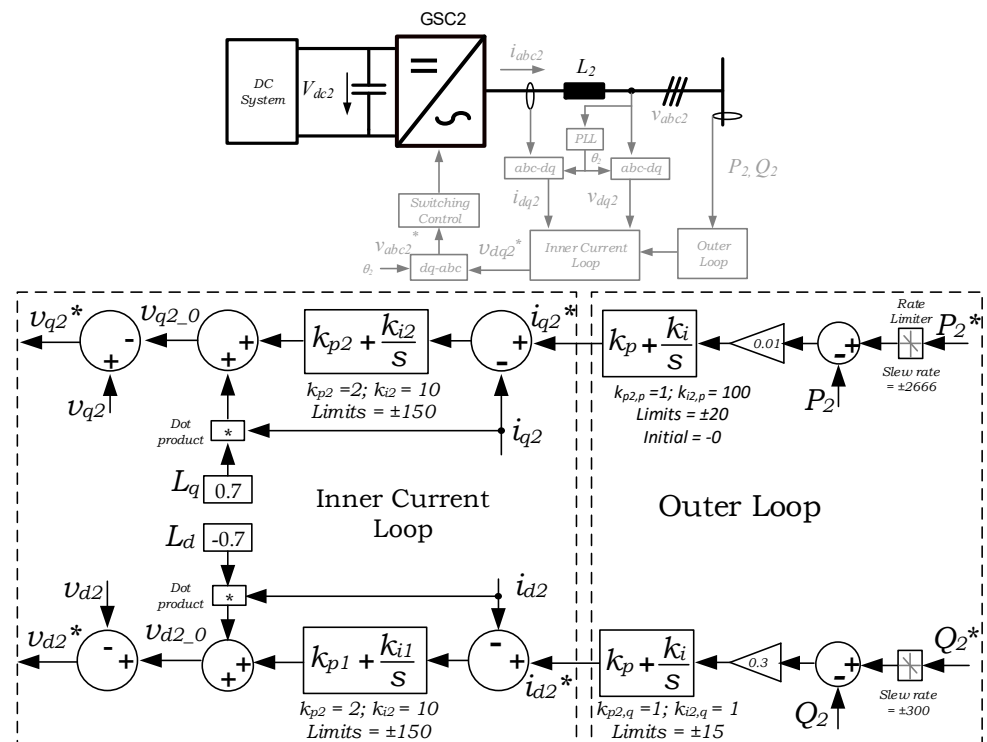 GSC2
DC
System
V_dc2
i_abc2
L_2
v_abc2
PLL
θ_2
abc-dq
abc-dq
i_dq2
v_dq2
P_2, Q_2
Switching
Control
v_abc2*
θ_2
dq-abc
v_dq2*
Inner Current
Loop
Outer
Loop
v_q2*
-
+
v_q2
v_q2_0
+
+
k_p2 + k_i2/s
k_p2 =2; k_i2 = 10
Limits = ±150
-
i_q2*
k_p + k_i/s
k_p2,p =1; k_i2,p = 100
Limits = ±20
Initial = -0
0.01
-+
P_2
Rate
Limiter
P_2*
Slew rate
= ±2666
Dot
product
*
i_q2
L_q
0.7
Inner Current
Loop
Outer Loop
L_d
-0.7
Dot
product
*
i_d2
v_d2
v_d2*
-
+
v_d2_0
+
+
k_p1 + k_i1/s
k_p2 =2; k_i2 = 10
Limits = ±150
-
+
i_d2*
k_p + k_i/s
k_p2,q =1; k_i2,q = 1
Limits = ±15
0.3
-+
Q_2
Q_2*
Slew rate
= ±300